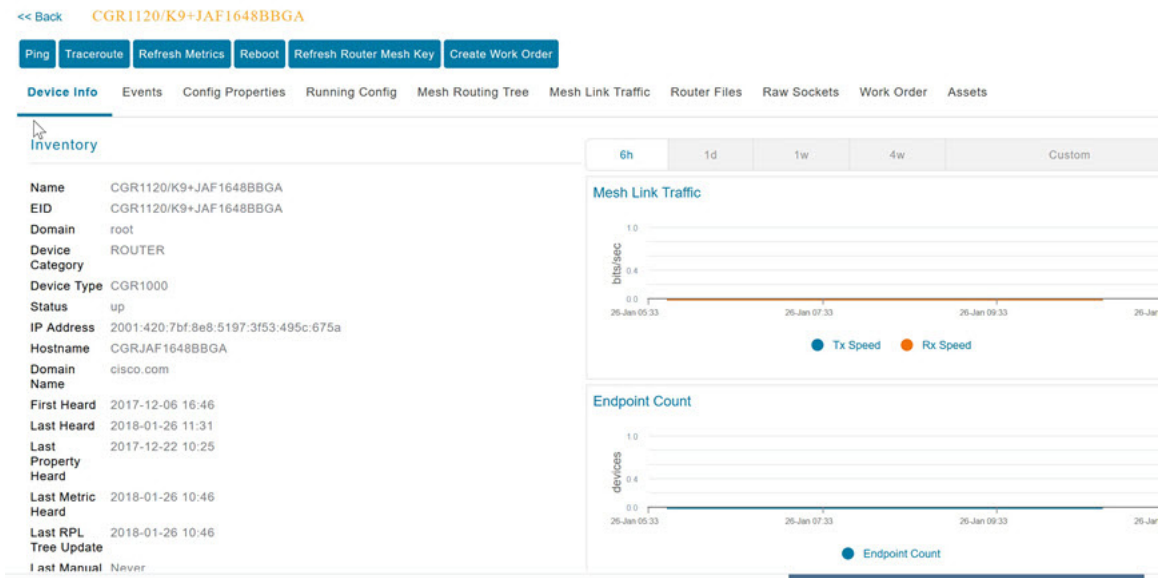 << Back CGR1120/K9+JAF1648BBGA
Ping Traceroute Refresh Metrics Reboot Refresh Router Mesh Key Create Work Order
Device Info Events Config Properties Running Config Mesh Routing Tree Mesh Link Traffic Router Files Raw Sockets Work Order Assets
Inventory
Name CGR1120/K9+JAF1648BBGA
EID CGR1120/K9+JAF1648BBGA
Domain root
Device ROUTER
Category
Device Type CGR1000
Status up
IP Address 2001:420:7bf:8e8:5197:3f53:495c:675a
Hostname CGRJAF1648BBGA
Domain cisco.com
Name
First Heard 2017-12-06 16:46
Last Heard 2018-01-26 11:31
Last 2017-12-22 10:25
Property
Heard
Last Metric 2018-01-26 10:46
Heard
Last RPL 2018-01-26 10:46
Tree Update
Last Manual Never
6h 1d 1w 4w Custom
Mesh Link Traffic
bits/sec
1.0
0.4
0.0
26-Jan 05:33 26-Jan 07:33 26-Jan 09:33 26-Jan
Tx Speed Rx Speed
Endpoint Count
devices
1.0
0.4
0.0
26-Jan 05:33 26-Jan 07:33 26-Jan 09:33 26-Jan
Endpoint Count